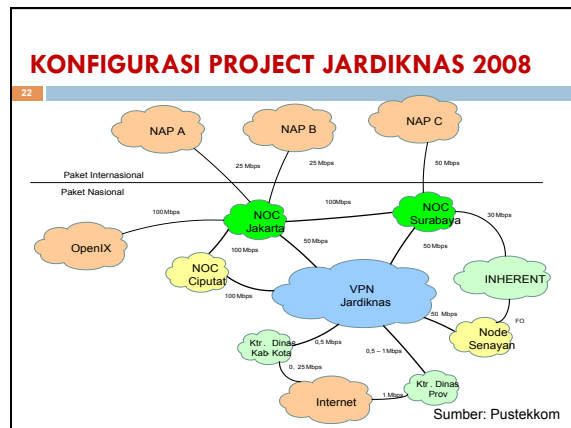 KONFIGURASI PROJECT JARDIKNAS 2008
22
NAP A
NAP B
NAP C
25 Mbps
25 Mbps
50 Mbps
Paket Internasional
Paket Nasional
100Mbps
100Mbps
NOC
Jakarta
NOC
Surabaya
30 Mbps
OpenIX
100 Mbps
50 Mbps
50 Mbps
NOC
Ciputat
VPN
Jardiknas
INHERENT
100 Mbps
50 Mbps
FO
Node
Senayan
Ktr . Dinas
Kab Kota
0,5 Mbps
0,5 – 1 Mbps
0, 25 Mbps
Internet
1 Mbps
Ktr . Dinas
Prov
Sumber: Pustekkom